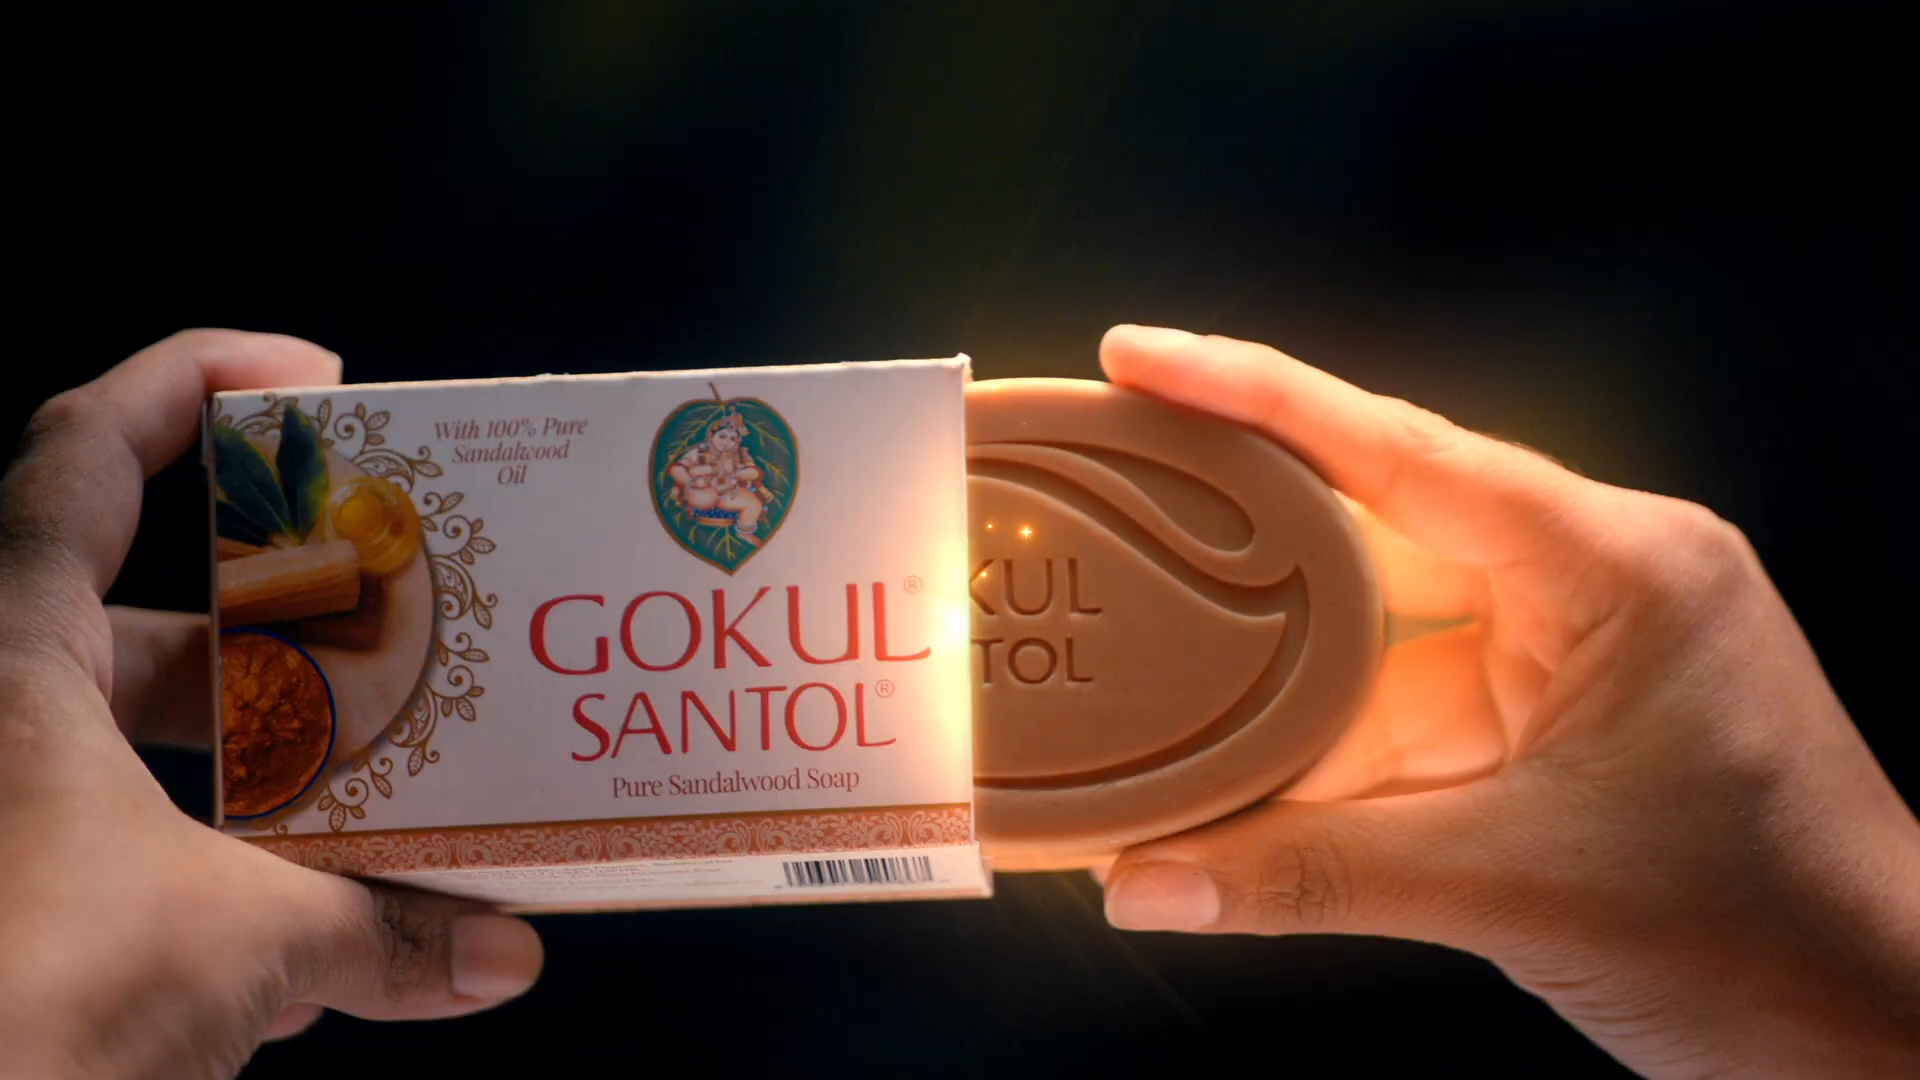 With 100% Pure
Sandalwood
Oil
GOKUL®
SANTOL®
Pure Sandalwood Soap
KUL
TOL